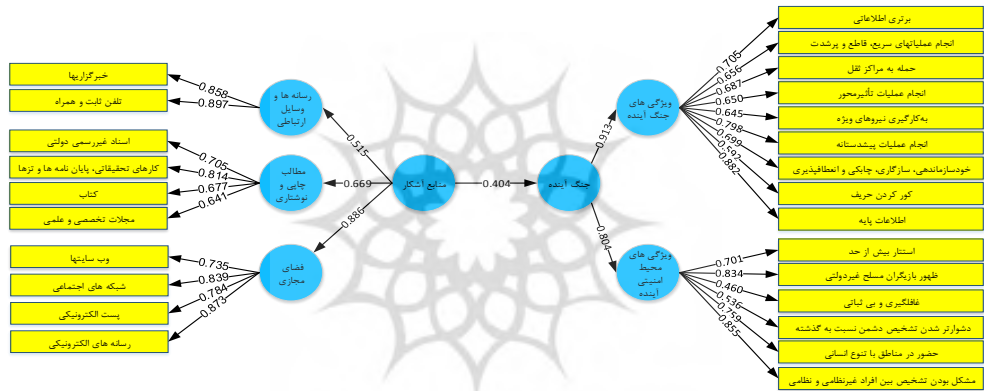 برتری اطلاعاتی
انجام عملیاتهای سریع، قاطع و پرشدت
حمله به مراکز ثقل
انجام عملیات تأثیرمحور
به‌کارگیری نیروهای ویژه
انجام عملیات پیشدستانه
خودسازماندهی، سازگاری، چابکی و انعطافپذیری
کور کردن حریف
اطلاعات پایه
0.705
0.656
0.687
0.650
0.645
0.798
0.699
0.592
0.882
ویژگی های
جنگ آینده
0.913
استتار بیش از حد
ظهور بازیگران مسلح غیردولتی
غافلگیری و بی ثباتی
دشوارتر شدن تشخیص دشمن نسبت به گذشته
حضور در مناطق با تنوع انسانی
مشکل بودن تشخیص بین افراد غیرنظامی و نظامی
0.701
0.834
0.460
0.536
0.759
0.855
ویژگی های
محیط
امنیتی
آینده
0.804
جنگ آینده
0.404
منابع آشکار
0.515
0.669
0.886
رسانه ها و
وسایل
ارتباطی
0.858
0.897
خبرگزاریها
تلفن ثابت و همراه
مطالب
چاپی و
نوشتاری
0.705
0.814
0.677
0.641
اسناد غیررسمی دولتی
کارهای تحقیقاتی، پایان نامه ها و تزها
کتاب
مجلات تخصصی و علمی
فضای
مجازی
0.735
0.839
0.784
0.873
وب سایتها
شبکه های اجتماعی
پست الکترونیکی
رسانه های الکترونیکی